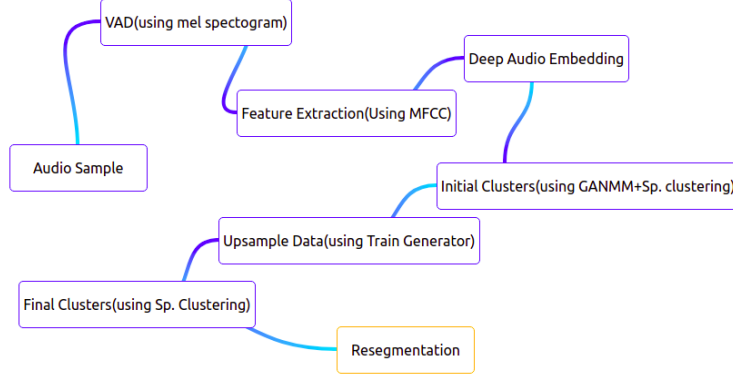 VAD(using mel spectogram)
Deep Audio Embedding
Feature Extraction(Using MFCC)
Audio Sample
Initial Clusters(using GANMM+Sp. clustering)
Upsample Data(using Train Generator)
Final Clusters(using Sp. Clustering)
Resegmentation